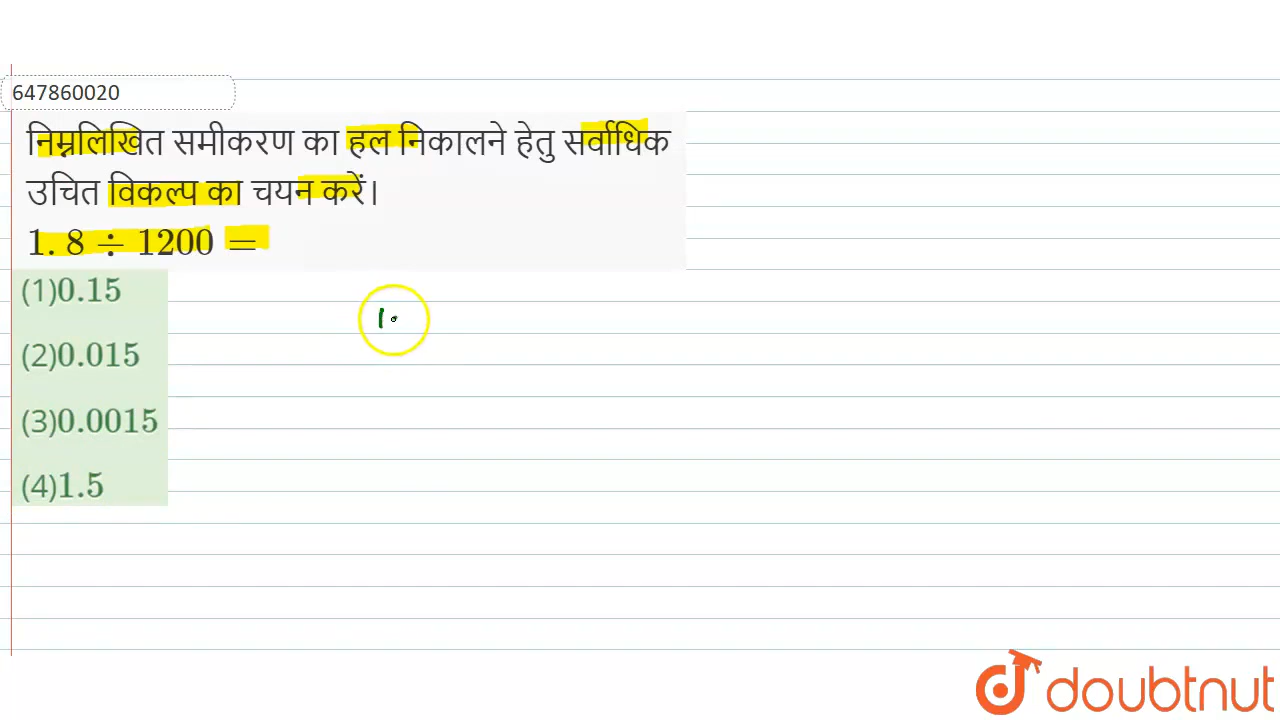 647860020
निम्नलिखित समीकरण का हल निकालने हेतु सर्वाधिक
उचित विकल्प का चयन करें।
1. 8 ÷ 1200 =
(1)0.15
1.
(2)0.015
(3)0.0015
(4)1.5
doubtnut